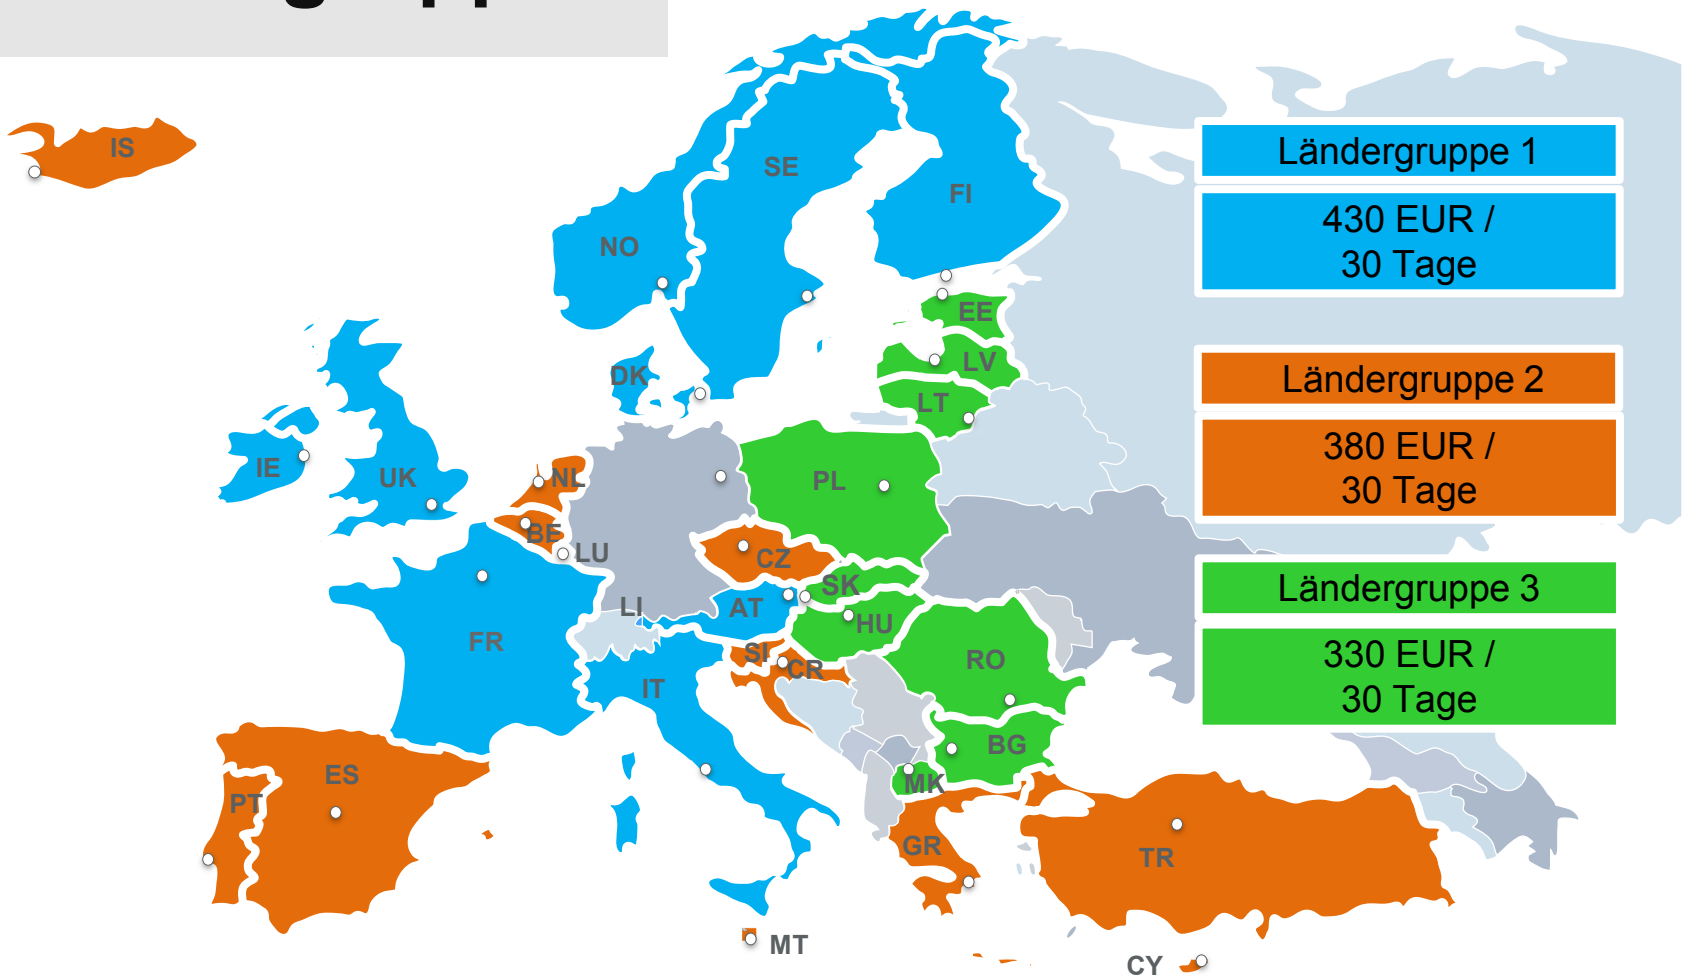 IS
SE
FI
NO
EE
LV
DK
LT
IE
UK
NL
PL
BE
LU
CZ
SK
LI
AT
HU
FR
SI
CR
RO
IT
BG
ES
MK
PT
GR
TR
MT
CY
Ländergruppe 1
430 EUR /
30 Tage
Ländergruppe 2
380 EUR /
30 Tage
Ländergruppe 3
330 EUR /
30 Tage